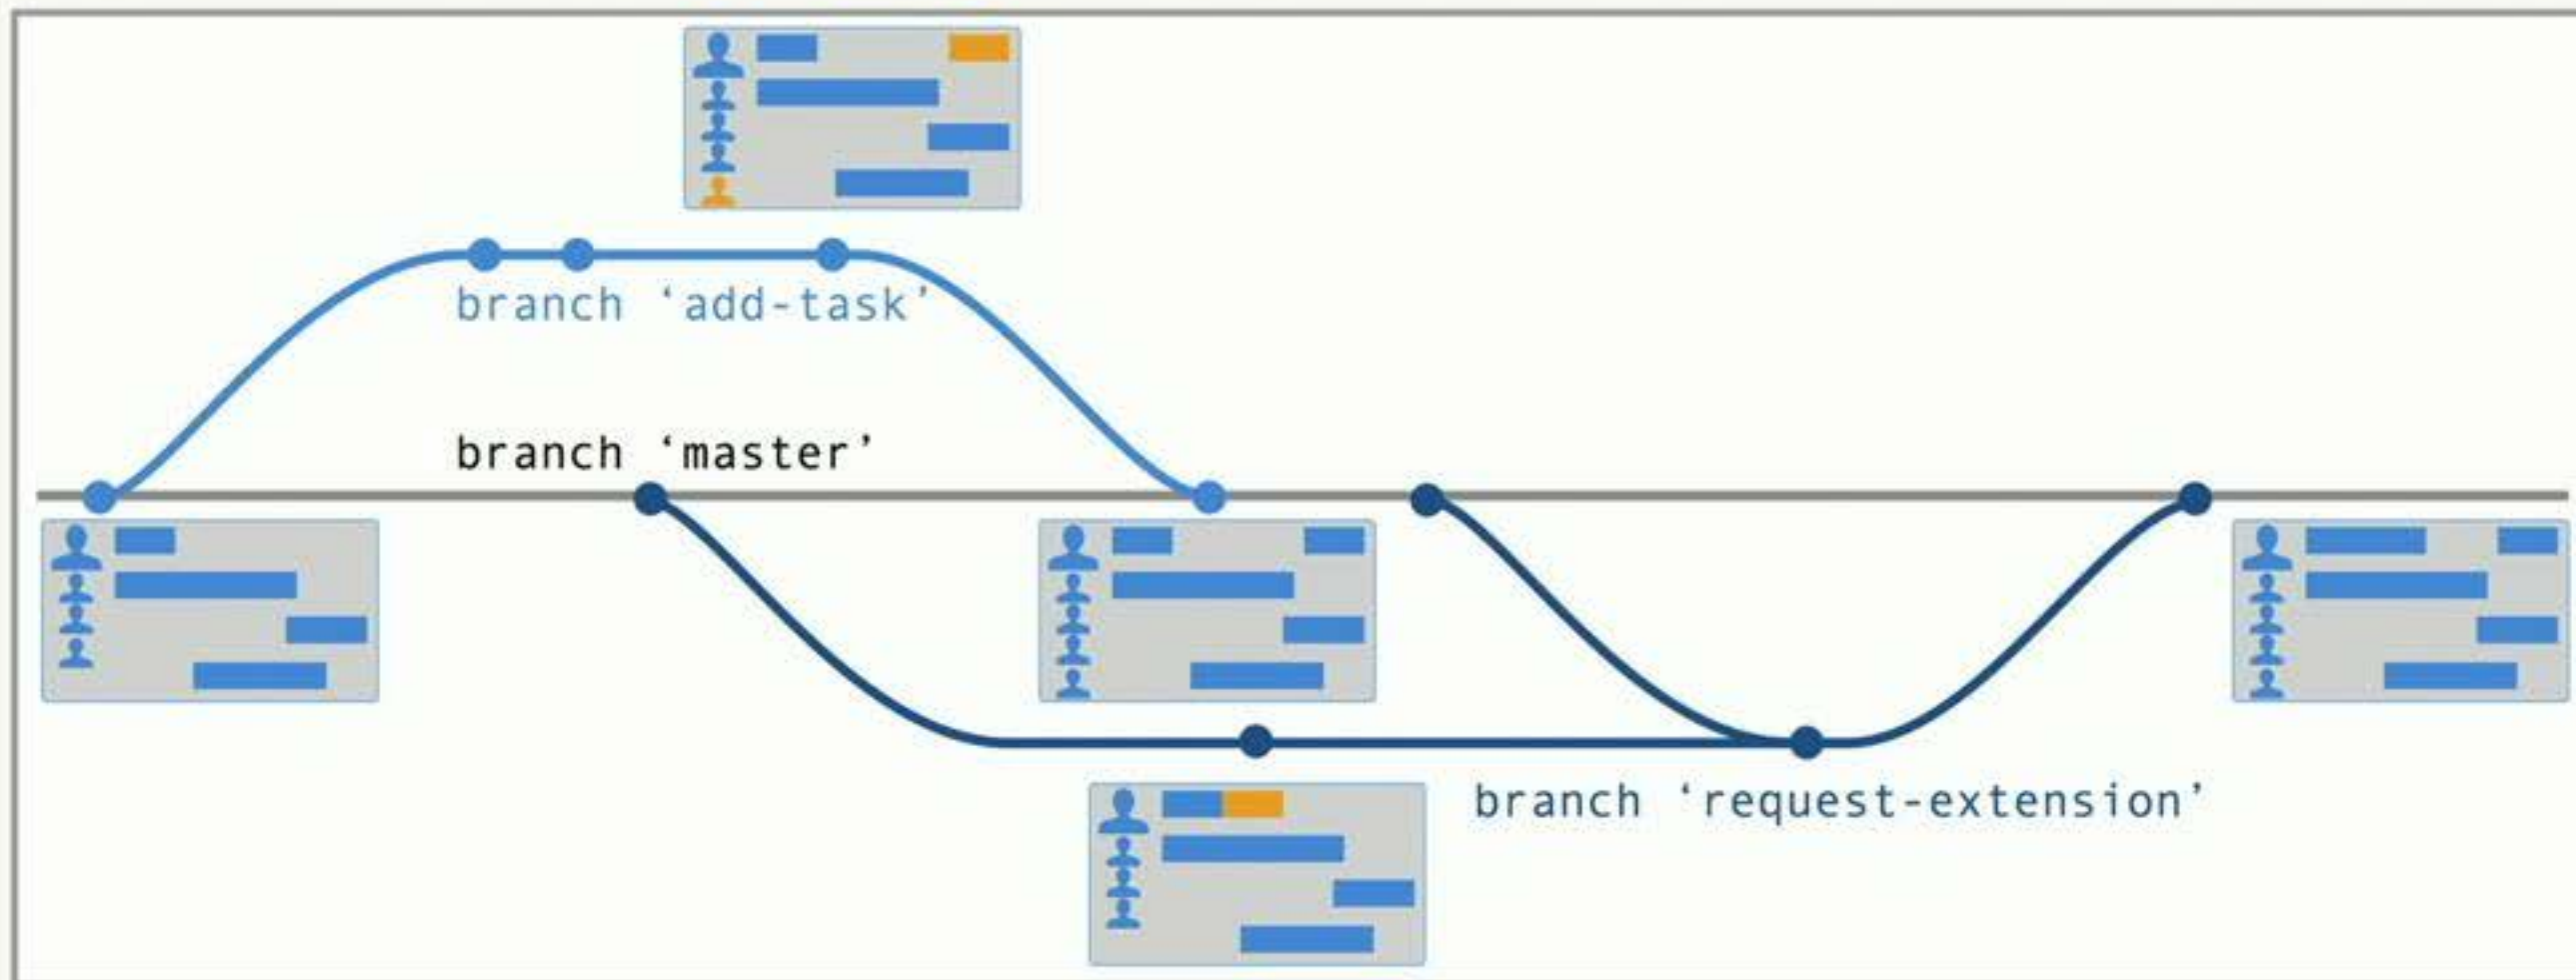 branch ‘add-task’
branch ‘master’
branch ‘request-extension’